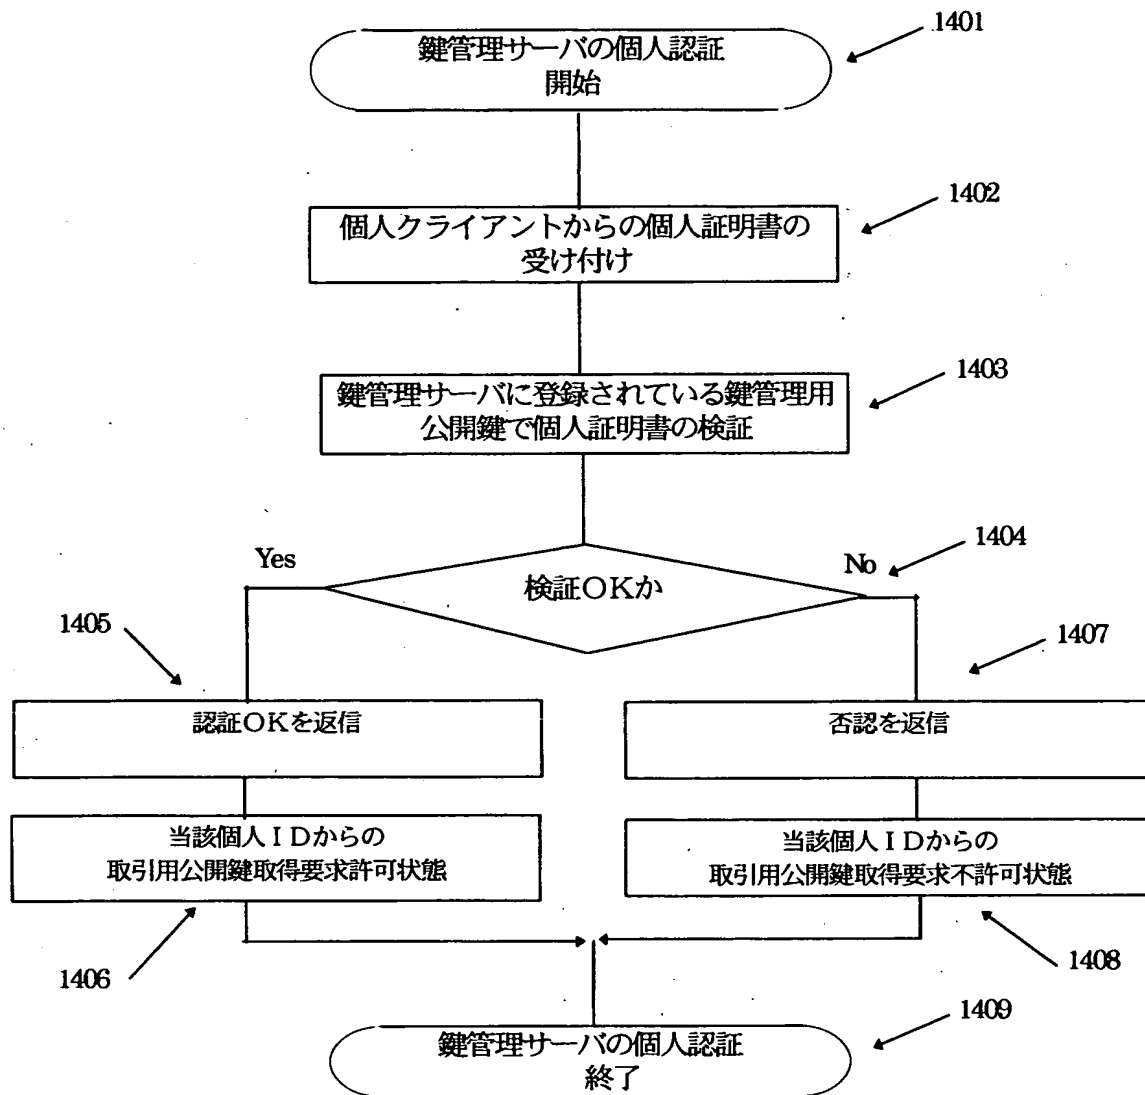 1401
鍵管理サーバの個人認証
開始
1402
個人クライアントからの個人証明書の
受け付け
1403
鍵管理サーバに登録されている鍵管理用
公開鍵で個人証明書の検証
1404
Yes
No
検証OKか
1405
1407
認証OKを返信
否認を返信
当該個人IDからの
取引用公開鍵取得要求許可状態
当該個人IDからの
取引用公開鍵取得要求不許可状態
1406
1408
1409
鍵管理サーバの個人認証
終了